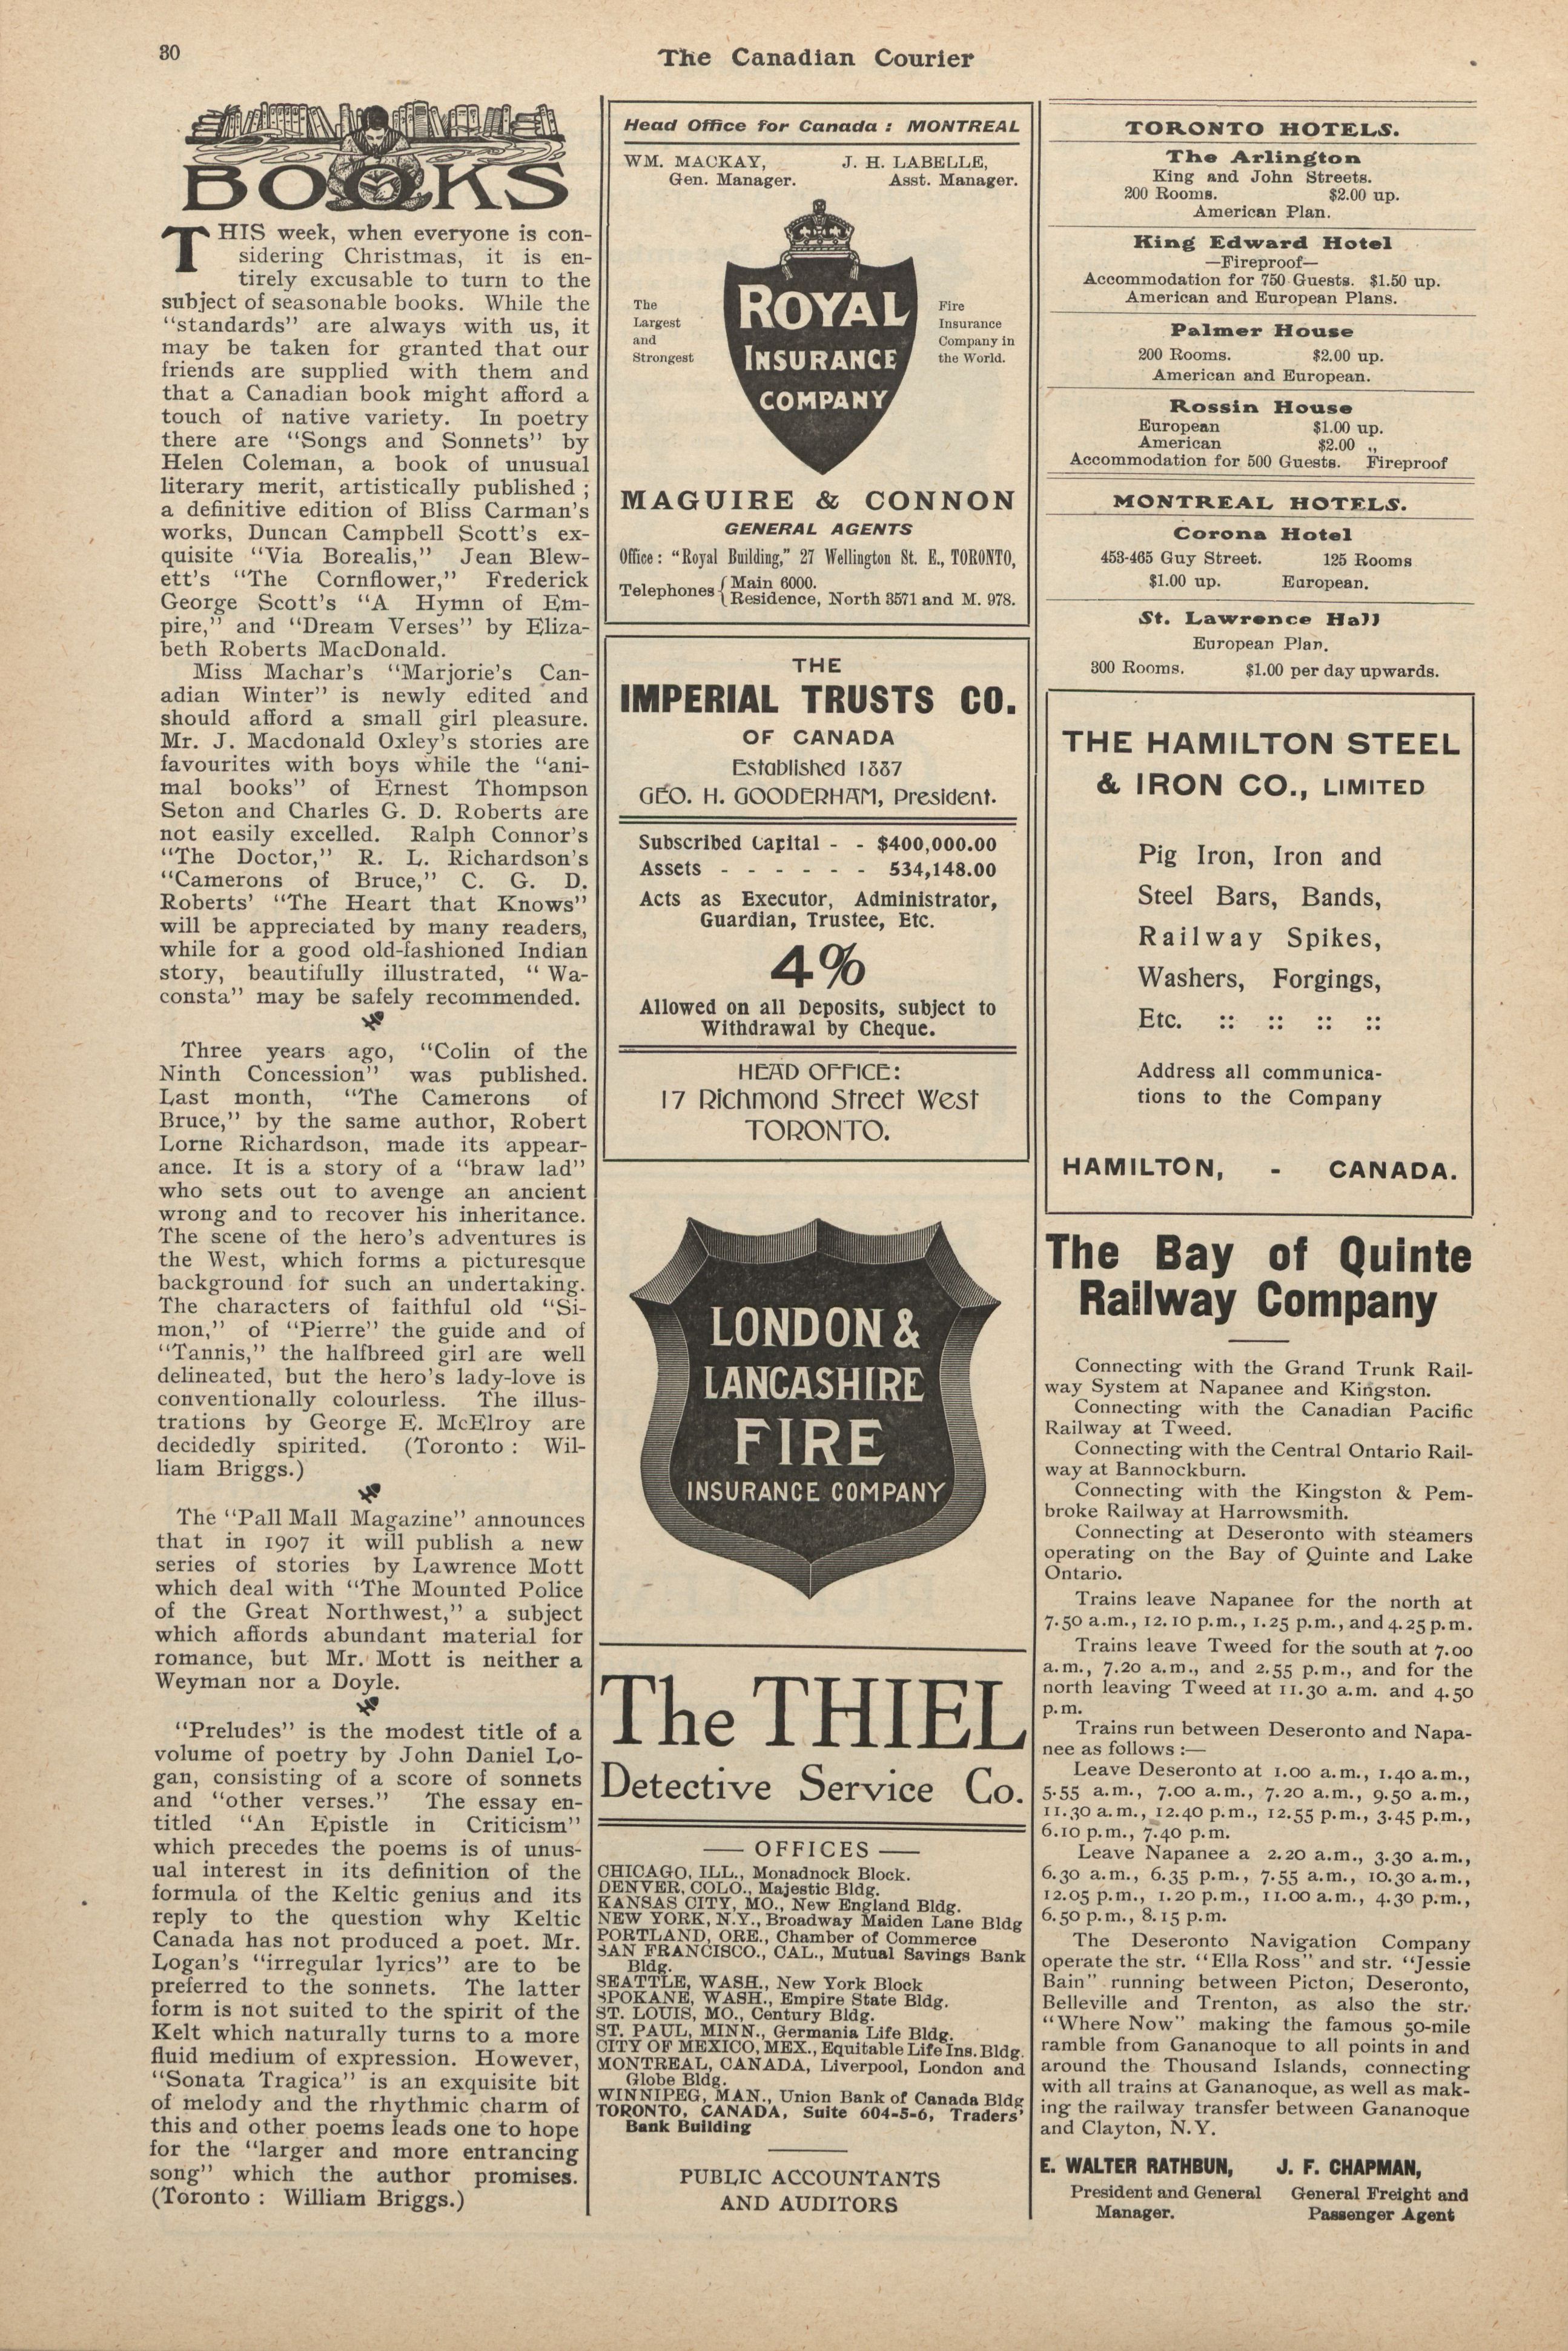 30
The Canadian Courier
BOOKS
THIS week, when everyone is con-
sidering Christmas, it is en-
tirely excusable to turn to the
subject of seasonable books. While the
"standards" are always with us, it
may be taken for granted that our
friends are supplied with them and
that a Canadian book might afford a
touch of native variety. In poetry
there are "Songs and Sonnets" by
Helen Coleman, a book of unusual
literary merit, artistically published ;
a definitive edition of Bliss Carman's
works, Duncan Campbell Scott's ex-
quisite "Via Borealis," Jean Blew-
ett's "The Cornflower," Frederick
George Scott's "A Hymn of Em-
pire," and "Dream Verses" by Eliza-
beth Roberts MacDonald.
Miss Machar's "Marjorie's Can-
adian Winter" is newly edited and
should afford a small girl pleasure.
Mr. J. Macdonald Oxley's stories are
favourites with boys while the "ani-
mal books" of Ernest Thompson
Seton and Charles G. D. Roberts are
not easily excelled. Ralph Connor's
"The Doctor," R. L. Richardson's
"Camerons of Bruce," C. G. D.
Roberts' "The Heart that Knows"
will be appreciated by many readers,
while for a good old-fashioned Indian
story, beautifully illustrated, "Wa-
consta" may be safely recommended.
Three years ago, "Colin of the
Ninth Concession" was published.
Last month, "The Camerons of
Bruce," by the same author, Robert
Lorne Richardson, made its appear-
ance. It is a story of a "braw lad"
who sets out to avenge an ancient
wrong and to recover his inheritance.
The scene of the hero's adventures is
the West, which forms a picturesque
background for such an undertaking.
The characters of faithful old "Si-
mon," of "Pierre" the guide and of
"Tannis," the halfbreed girl are well
delineated, but the hero's lady-love is
conventionally colourless. The illus-
trations by George E. McElroy are
decidedly spirited. (Toronto : Wil-
liam Briggs.)
The "Pall Mall Magazine" announces
that in 1907 it will publish a new
series of stories by Lawrence Mott
which deal with "The Mounted Police
of the Great Northwest," a subject
which affords abundant material for
romance, but Mr. Mott is neither a
Weyman nor a Doyle.
"Preludes" is the modest title of a
volume of poetry by John Daniel Lo-
gan, consisting of a score of sonnets
and "other verses." The essay en-
titled "An Epistle in Criticism"
which precedes the poems is of unus-
ual interest in its definition of the
formula of the Keltic genius and its
reply to the question why Keltic
Canada has not produced a poet. Mr.
Logan's "irregular lyrics" are to be
preferred to the sonnets. The latter
form is not suited to the spirit of the
Kelt which naturally turns to a more
fluid medium of expression. However,
"Sonata Tragica" is an exquisite bit
of melody and the rhythmic charm of
this and other poems leads one to hope
for the "larger and more entrancing
song" which the author promises.
(Toronto : William Briggs.)
Head Office for Canada : MONTREAL
WM. MACKAY, J. H. LABELLE,
Gen. Manager. Asst. Manager.
The
Largest
and
Strongest
ROYAL
INSURANCE
COMPANY
Fire
Insurance
Company in
the World.
MAGUIRE & CONNON
GENERAL AGENTS
Office : "Royal Building," 27 Wellington St. E., TORONTO,
Telephones { Main 6000.
Residence, North 3571 and M. 978.
THE
IMPERIAL TRUSTS CO.
OF CANADA
Established 1887
GEO. H. GOODERHAM, President.
Subscribed Capital - - $400,000.00
Assets - - - - - - 534,148.00
Acts as Executor, Administrator,
Guardian, Trustee, Etc.
4%
Allowed on all Deposits, subject to
Withdrawal by Cheque.
HEAD OFFICE:
17 Richmond Street West
TORONTO.
LONDON &
LANCASHIRE
FIRE
INSURANCE COMPANY
The THIEL
Detective Service Co.
— OFFICES —
CHICAGO, ILL., Monadnock Block.
DENVER, COLO., Majestic Bldg.
KANSAS CITY, MO., New England Bldg.
NEW YORK, N.Y., Broadway Maiden Lane Bldg
PORTLAND, ORE., Chamber of Commerce
SAN FRANCISCO., CAL., Mutual Savings Bank
Bldg.
SEATTLE, WASH., New York Block
SPOKANE, WASH., Empire State Bldg.
ST. LOUIS, MO., Century Bldg.
ST. PAUL, MINN., Germania Life Bldg.
CITY OF MEXICO, MEX., Equitable Life Ins. Bldg.
MONTREAL, CANADA, Liverpool, London and
Globe Bldg.
WINNIPEG, MAN., Union Bank of Canada Bldg
TORONTO, CANADA, Suite 604-5-6, Traders'
Bank Building
PUBLIC ACCOUNTANTS
AND AUDITORS
TORONTO HOTELS.
The Arlington
King and John Streets.
200 Rooms. $2.00 up.
American Plan.
King Edward Hotel
—Fireproof—
Accommodation for 750 Guests. $1.50 up.
American and European Plans.
Palmer House
200 Rooms. $2.00 up.
American and European.
Rossin House
European $1.00 up.
American $2.00 ,,
Accommodation for 500 Guests. Fireproof
MONTREAL HOTELS.
Corona Hotel
453-465 Guy Street. 125 Rooms
$1.00 up. European.
St. Lawrence Hall
European Plan.
300 Rooms. $1.00 per day upwards.
THE HAMILTON STEEL
& IRON CO., LIMITED
Pig Iron, Iron and
Steel Bars, Bands,
Railway Spikes,
Washers, Forgings,
Etc. :: :: :: ::
Address all communica-
tions to the Company
HAMILTON, - CANADA.
The Bay of Quinte
Railway Company
Connecting with the Grand Trunk Rail-
way System at Napanee and Kingston.
Connecting with the Canadian Pacific
Railway at Tweed.
Connecting with the Central Ontario Rail-
way at Bannockburn.
Connecting with the Kingston & Pem-
broke Railway at Harrowsmith.
Connecting at Deseronto with steamers
operating on the Bay of Quinte and Lake
Ontario.
Trains leave Napanee for the north at
7.50 a.m., 12.10 p.m., 1.25 p.m., and 4.25 p.m.
Trains leave Tweed for the south at 7.00
a.m., 7.20 a.m., and 2.55 p.m., and for the
north leaving Tweed at 11.30 a.m. and 4.50
p.m.
Trains run between Deseronto and Napa-
nee as follows :—
Leave Deseronto at 1.00 a.m., 1.40 a.m.,
5.55 a.m., 7.00 a.m., 7.20 a.m., 9.50 a.m.,
11.30 a.m., 12.40 p.m., 12.55 p.m., 3.45 p.m.,
6.10 p.m., 7.40 p.m.
Leave Napanee a 2.20 a.m., 3.30 a.m.,
6.30 a.m., 6.35 p.m., 7.55 a.m., 10.30 a.m.,
12.05 p.m., 1.20 p.m., 11.00 a.m., 4.30 p.m.,
6.50 p.m., 8.15 p.m.
The Deseronto Navigation Company
operate the str. "Ella Ross" and str. "Jessie
Bain" running between Picton, Deseronto,
Belleville and Trenton, as also the str.
"Where Now" making the famous 50-mile
ramble from Gananoque to all points in and
around the Thousand Islands, connecting
with all trains at Gananoque, as well as mak-
ing the railway transfer between Gananoque
and Clayton, N.Y.
E. WALTER RATHBUN, J. F. CHAPMAN,
President and General General Freight and
Manager. Passenger Agent